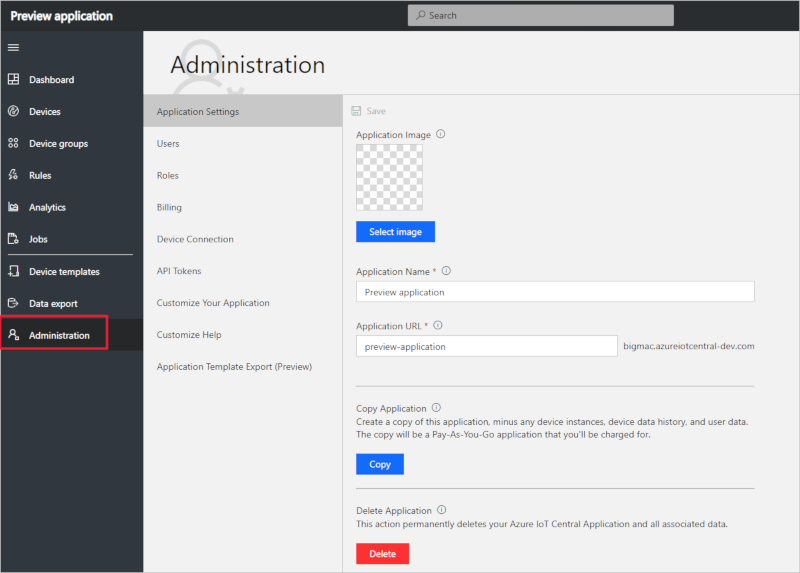 Preview application
Search
Dashboard
Devices
Device groups
Rules
Analytics
Jobs
Device templates
Data export
Administration
Administration
Application Settings
Users
Roles
Billing
Device Connection
API Tokens
Customize Your Application
Customize Help
Application Template Export (Preview)
Save
Application Image
Select image
Application Name *
Preview application
Application URL *
preview-application bigmac.azureiotcentral-dev.com
Copy Application
Create a copy of this application, minus any device instances, device data history, and user data.
The copy will be a Pay-As-You-Go application that you'll be charged for.
Copy
Delete Application
This action permanently deletes your Azure IoT Central Application and all associated data.
Delete